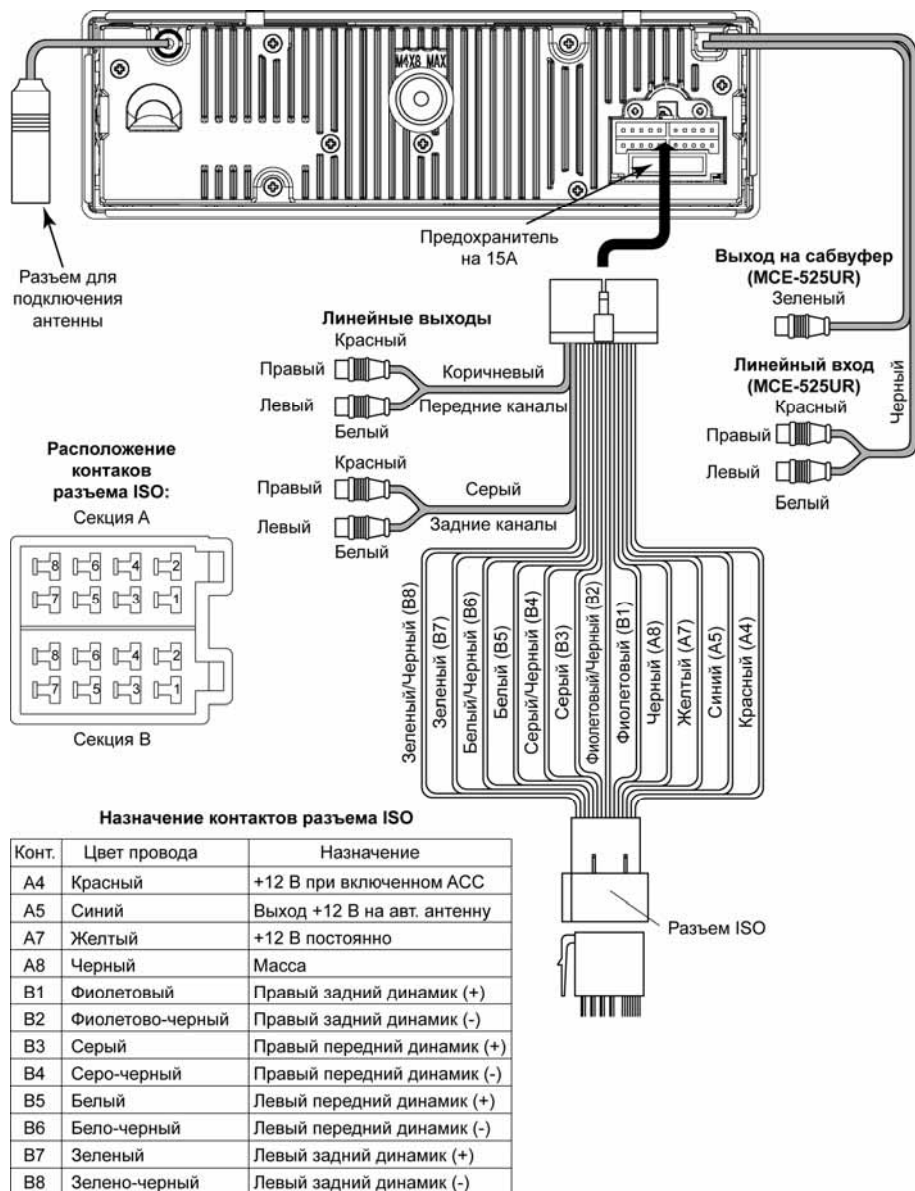 M4X8 MAX
Предохранитель
на 15А
Разъем для
подключения
антенны
Выход на сабвуфер
(MCE-525UR)
Зеленый
Линейные выходы
Красный
Правый
Коричневый
Левый
Передние каналы
Белый
Линейный вход
(MCE-525UR)
Красный
Правый
Левый
Белый
Черный
Красный
Правый
Серый
Левый
Задние каналы
Белый
Расположение
контаков
разъема ISO:
Секция А
8 6 4 2
7 5 3 1
8 6 4 2
7 5 3 1
Секция В
Зеленый/Черный (B8)
Зеленый (B7)
Белый/Черный (B6)
Белый (B5)
Серый/Черный (B4)
Серый (B3)
Фиолетовый/Черный (B2)
Фиолетовый (B1)
Черный (A8)
Желтый (A7)
Синий (A5)
Красный (A4)
Разъем ISO
Назначение контактов разъема ISO
Конт. Цвет провода Назначение
A4 Красный +12 В при включенном ACC
A5 Синий Выход +12 В на авт. антенну
A7 Желтый +12 В постоянно
A8 Черный Масса
B1 Фиолетовый Правый задний динамик (+)
B2 Фиолетово-черный Правый задний динамик (-)
B3 Серый Правый передний динамик (+)
B4 Серо-черный Правый передний динамик (-)
B5 Белый Левый передний динамик (+)
B6 Бело-черный Левый передний динамик (-)
B7 Зеленый Левый задний динамик (+)
B8 Зелено-черный Левый задний динамик (-)